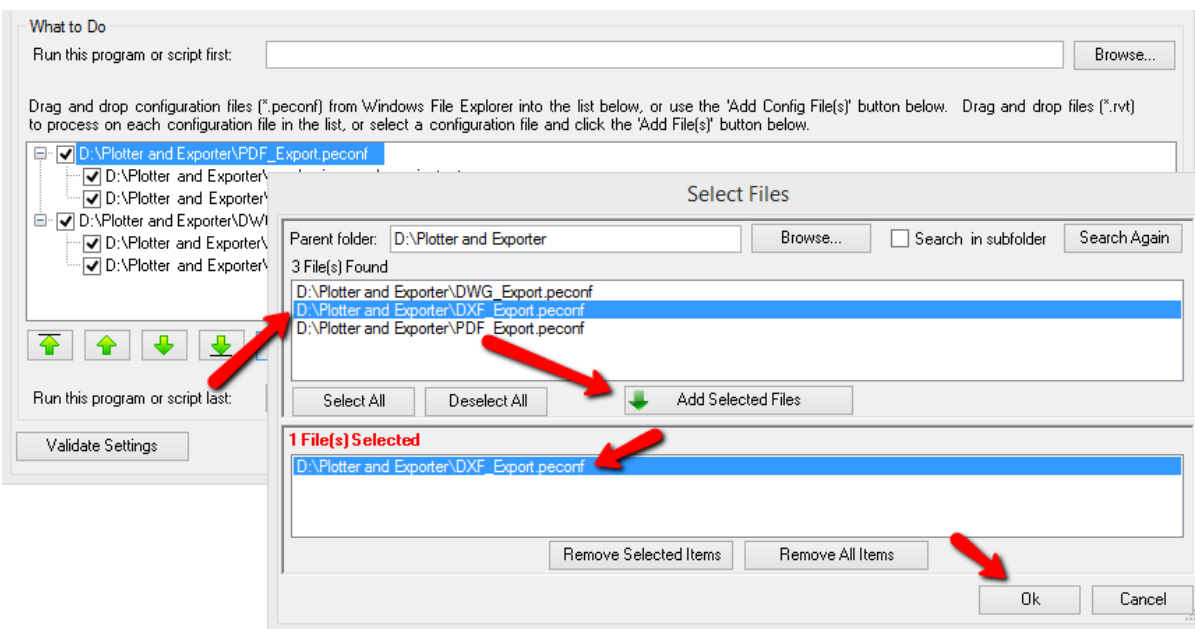 What to Do
Run this program or script first:
Browse...
Drag and drop configuration files (*.peconf) from Windows File Explorer into the list below, or use the 'Add Config File(s)' button below. Drag and drop files (*.rvt)
to process on each configuration file in the list, or select a configuration file and click the 'Add File(s)' button below.
D:\Plotter and Exporter\PDF_Export.peconf
D:\Plotter and Exporter\
D:\Plotter and Exporter\
D:\Plotter and Exporter\DW
D:\Plotter and Exporter\
D:\Plotter and Exporter\
Run this program or script last:
Validate Settings
Select Files
Parent folder: D:\Plotter and Exporter Browse... Search in subfolder Search Again
3 File(s) Found
D:\Plotter and Exporter\DWG_Export.peconf
D:\Plotter and Exporter\DXF_Export.peconf
D:\Plotter and Exporter\PDF_Export.peconf
Select All Deselect All Add Selected Files
1 File(s) Selected
D:\Plotter and Exporter\DXF_Export.peconf
Remove Selected Items Remove All Items
Ok Cancel